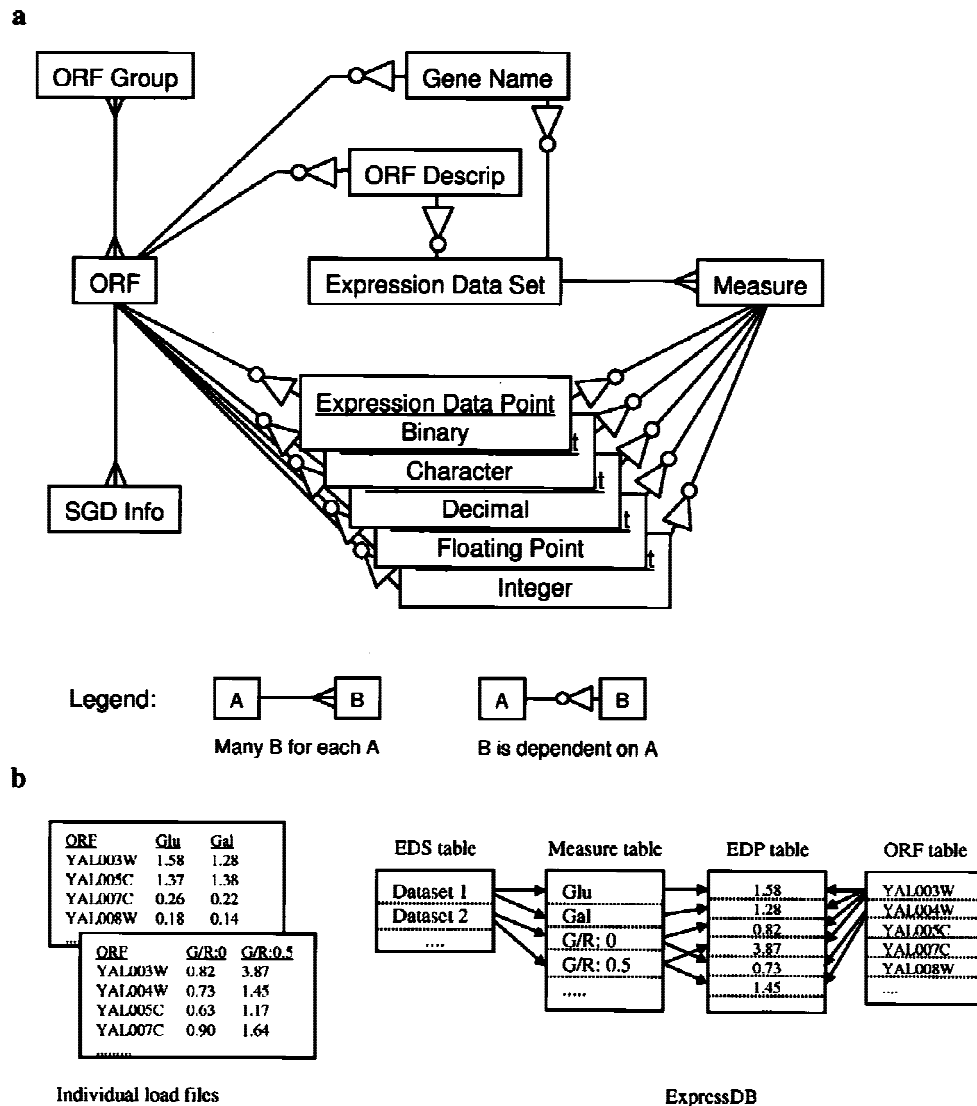 a
ORF Group
Gene Name
ORF Descrip
ORF
Expression Data Set
Measure
Expression Data Point
Binary
t
Character
t
Decimal
t
Floating Point
t
Integer
SGD Info
Legend:
A
B
A
B
Many B for each A
B is dependent on A
b
ORF Glu Gal
YAL003W 1.58 1.28
YAL005C 1.37 1.38
YAL007C 0.26 0.22
YAL008W 0.18 0.14
....
ORF G/R:0 G/R:0.5
YAL003W 0.82 3.87
YAL004W 0.73 1.45
YAL005C 0.63 1.17
YAL007C 0.90 1.64
.........
Individual load files
EDS table
Dataset 1
Dataset 2
....
Measure table
Glu
Gal
G/R: 0
G/R: 0.5
.....
EDP table
1.58
1.28
0.82
3.87
0.73
1.45
...
ORF table
YAL003W
YAL004W
YAL005C
YAL007C
YAL008W
....
ExpressDB